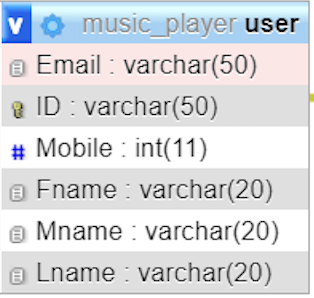 v music_player user
Email : varchar(50)
ID : varchar(50)
# Mobile : int(11)
Fname : varchar(20)
Mname : varchar(20)
Lname : varchar(20)